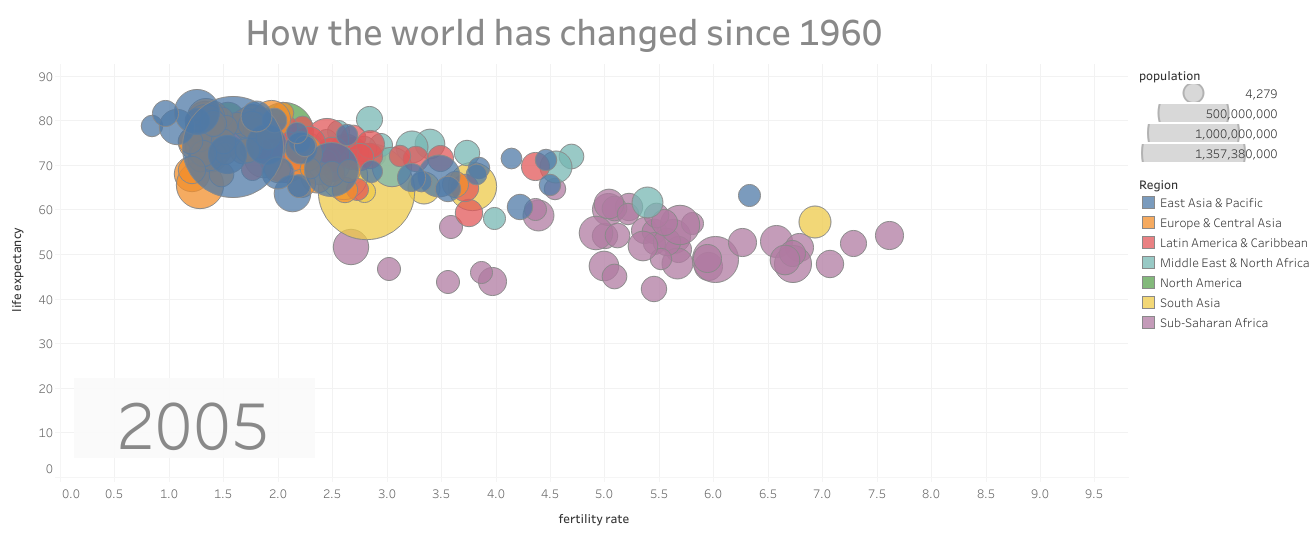 How the world has changed since 1960
population
4,279
500,000,000
1,000,000,000
1,357,380,000
Region
East Asia & Pacific
Europe & Central Asia
Latin America & Caribbean
Middle East & North Africa
North America
South Asia
Sub-Saharan Africa
life expectancy
90
80
70
60
50
40
30
20
10
0
2005
0.0 0.5 1.0 1.5 2.0 2.5 3.0 3.5 4.0 4.5 5.0 5.5 6.0 6.5 7.0 7.5 8.0 8.5 9.0 9.5
fertility rate